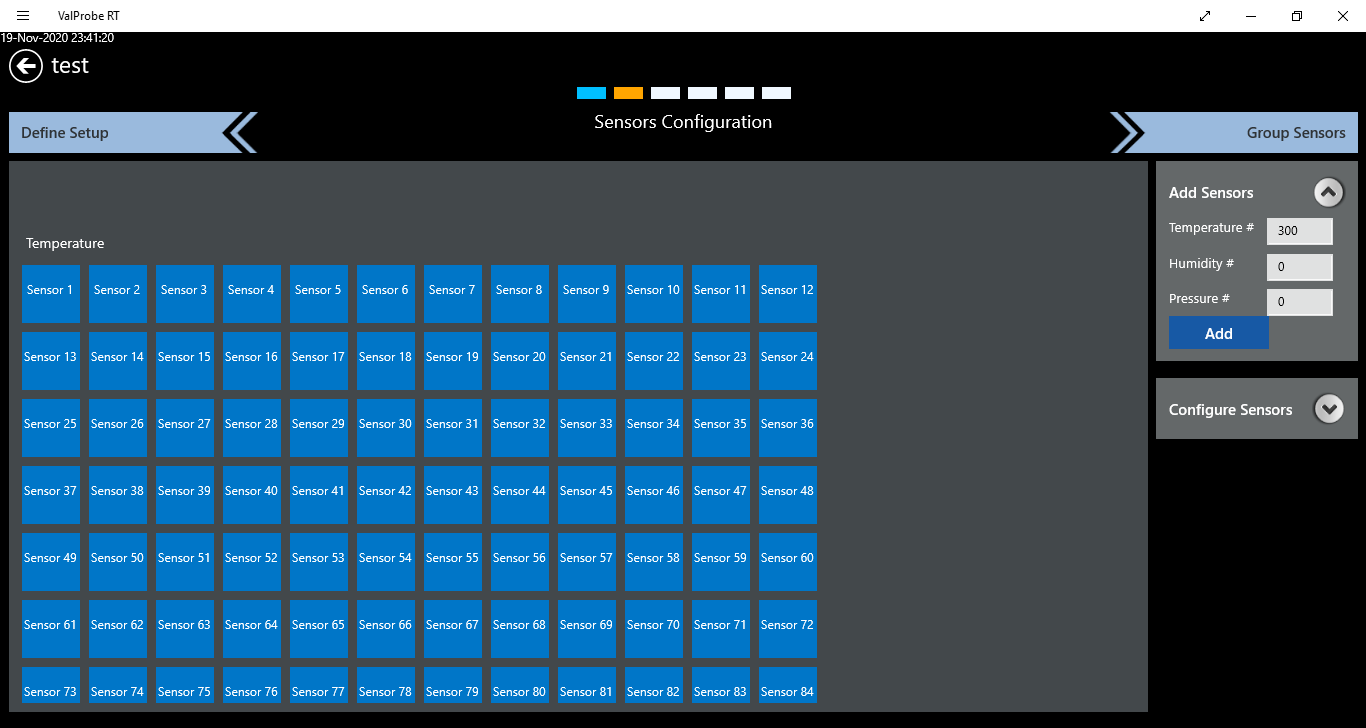 ValProbe RT
19-Nov-2020 23:41:20
test
Define Setup
Sensors Configuration
Group Sensors
Temperature
Sensor 1 Sensor 2 Sensor 3 Sensor 4 Sensor 5 Sensor 6 Sensor 7 Sensor 8 Sensor 9 Sensor 10 Sensor 11 Sensor 12
Sensor 13 Sensor 14 Sensor 15 Sensor 16 Sensor 17 Sensor 18 Sensor 19 Sensor 20 Sensor 21 Sensor 22 Sensor 23 Sensor 24
Sensor 25 Sensor 26 Sensor 27 Sensor 28 Sensor 29 Sensor 30 Sensor 31 Sensor 32 Sensor 33 Sensor 34 Sensor 35 Sensor 36
Sensor 37 Sensor 38 Sensor 39 Sensor 40 Sensor 41 Sensor 42 Sensor 43 Sensor 44 Sensor 45 Sensor 46 Sensor 47 Sensor 48
Sensor 49 Sensor 50 Sensor 51 Sensor 52 Sensor 53 Sensor 54 Sensor 55 Sensor 56 Sensor 57 Sensor 58 Sensor 59 Sensor 60
Sensor 61 Sensor 62 Sensor 63 Sensor 64 Sensor 65 Sensor 66 Sensor 67 Sensor 68 Sensor 69 Sensor 70 Sensor 71 Sensor 72
Sensor 73 Sensor 74 Sensor 75 Sensor 76 Sensor 77 Sensor 78 Sensor 79 Sensor 80 Sensor 81 Sensor 82 Sensor 83 Sensor 84
Add Sensors
Temperature # 300
Humidity # 0
Pressure # 0
Add
Configure Sensors